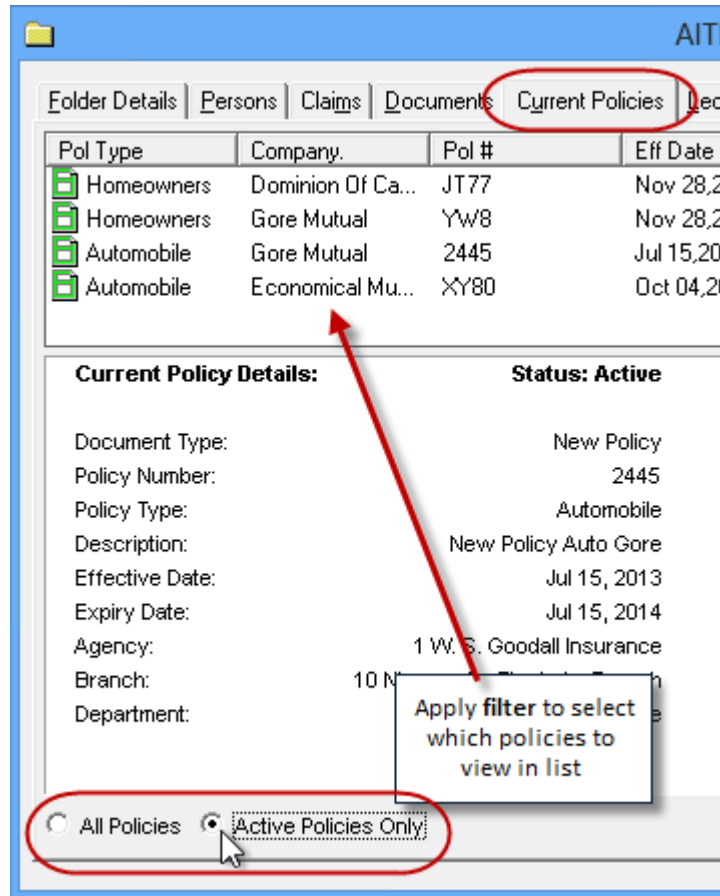 AIT
Folder Details Persons Claims Documents Current Policies
Pol Type Company. Pol # Eff Date
Homeowners Dominion Of Ca... JT77 Nov 28,2
Homeowners Gore Mutual YW8 Nov 28,2
Automobile Gore Mutual 2445 Jul 15,20
Automobile Economical Mu... XY80 Oct 04,2
Current Policy Details: Status: Active
Document Type: New Policy
Policy Number: 2445
Policy Type: Automobile
Description: New Policy Auto Gore
Effective Date: Jul 15, 2013
Expiry Date: Jul 15, 2014
Agency: 1 W. S. Goodall Insurance
Branch: 10
Department:
Apply filter to select
which policies to
view in list
All Policies Active Policies Only